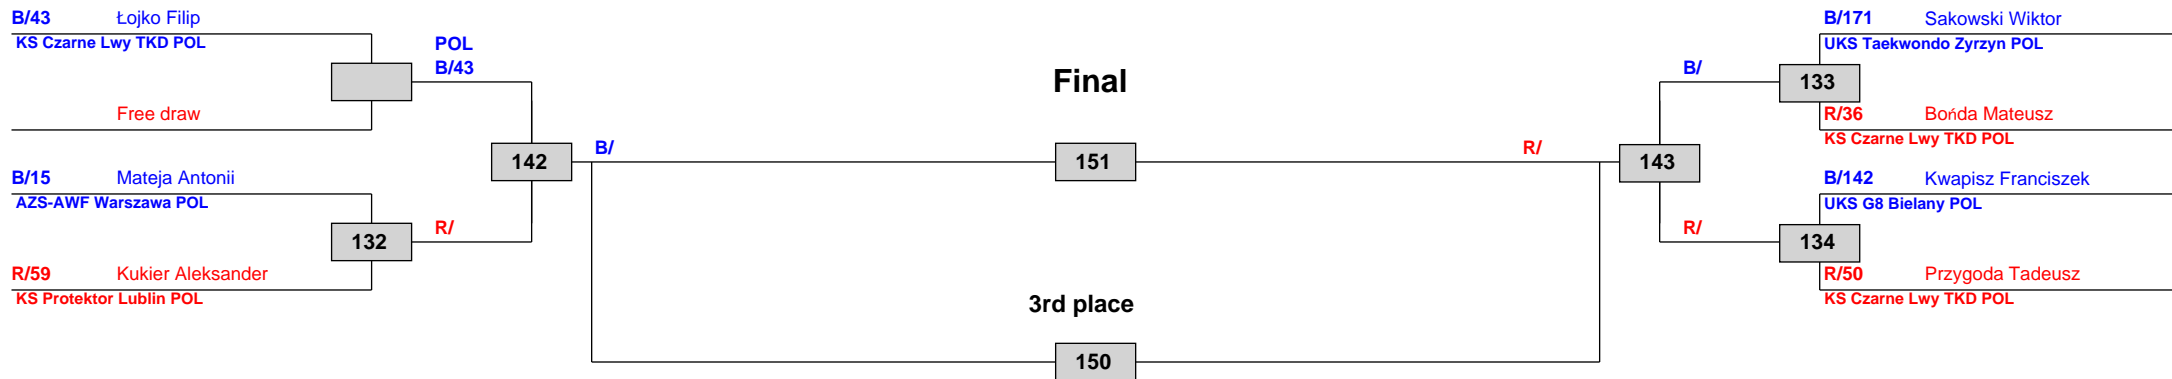 B/43 Łojko Filip
KS Czarne Lwy TKD POL
POL
B/43
Free draw
142
B/
B/15 Mateja Antonii
AZS-AWF Warszawa POL
132
R/
R/59 Kukier Aleksander
KS Protektor Lublin POL
Final
151
3rd place
150
B/171 Sakowski Wiktor
UKS Taekwondo Zyrzyn POL
B/
133
R/36 Bońda Mateusz
KS Czarne Lwy TKD POL
R/
143
B/142 Kwapisz Franciszek
UKS G8 Bielany POL
R/
134
R/50 Przygoda Tadeusz
KS Czarne Lwy TKD POL